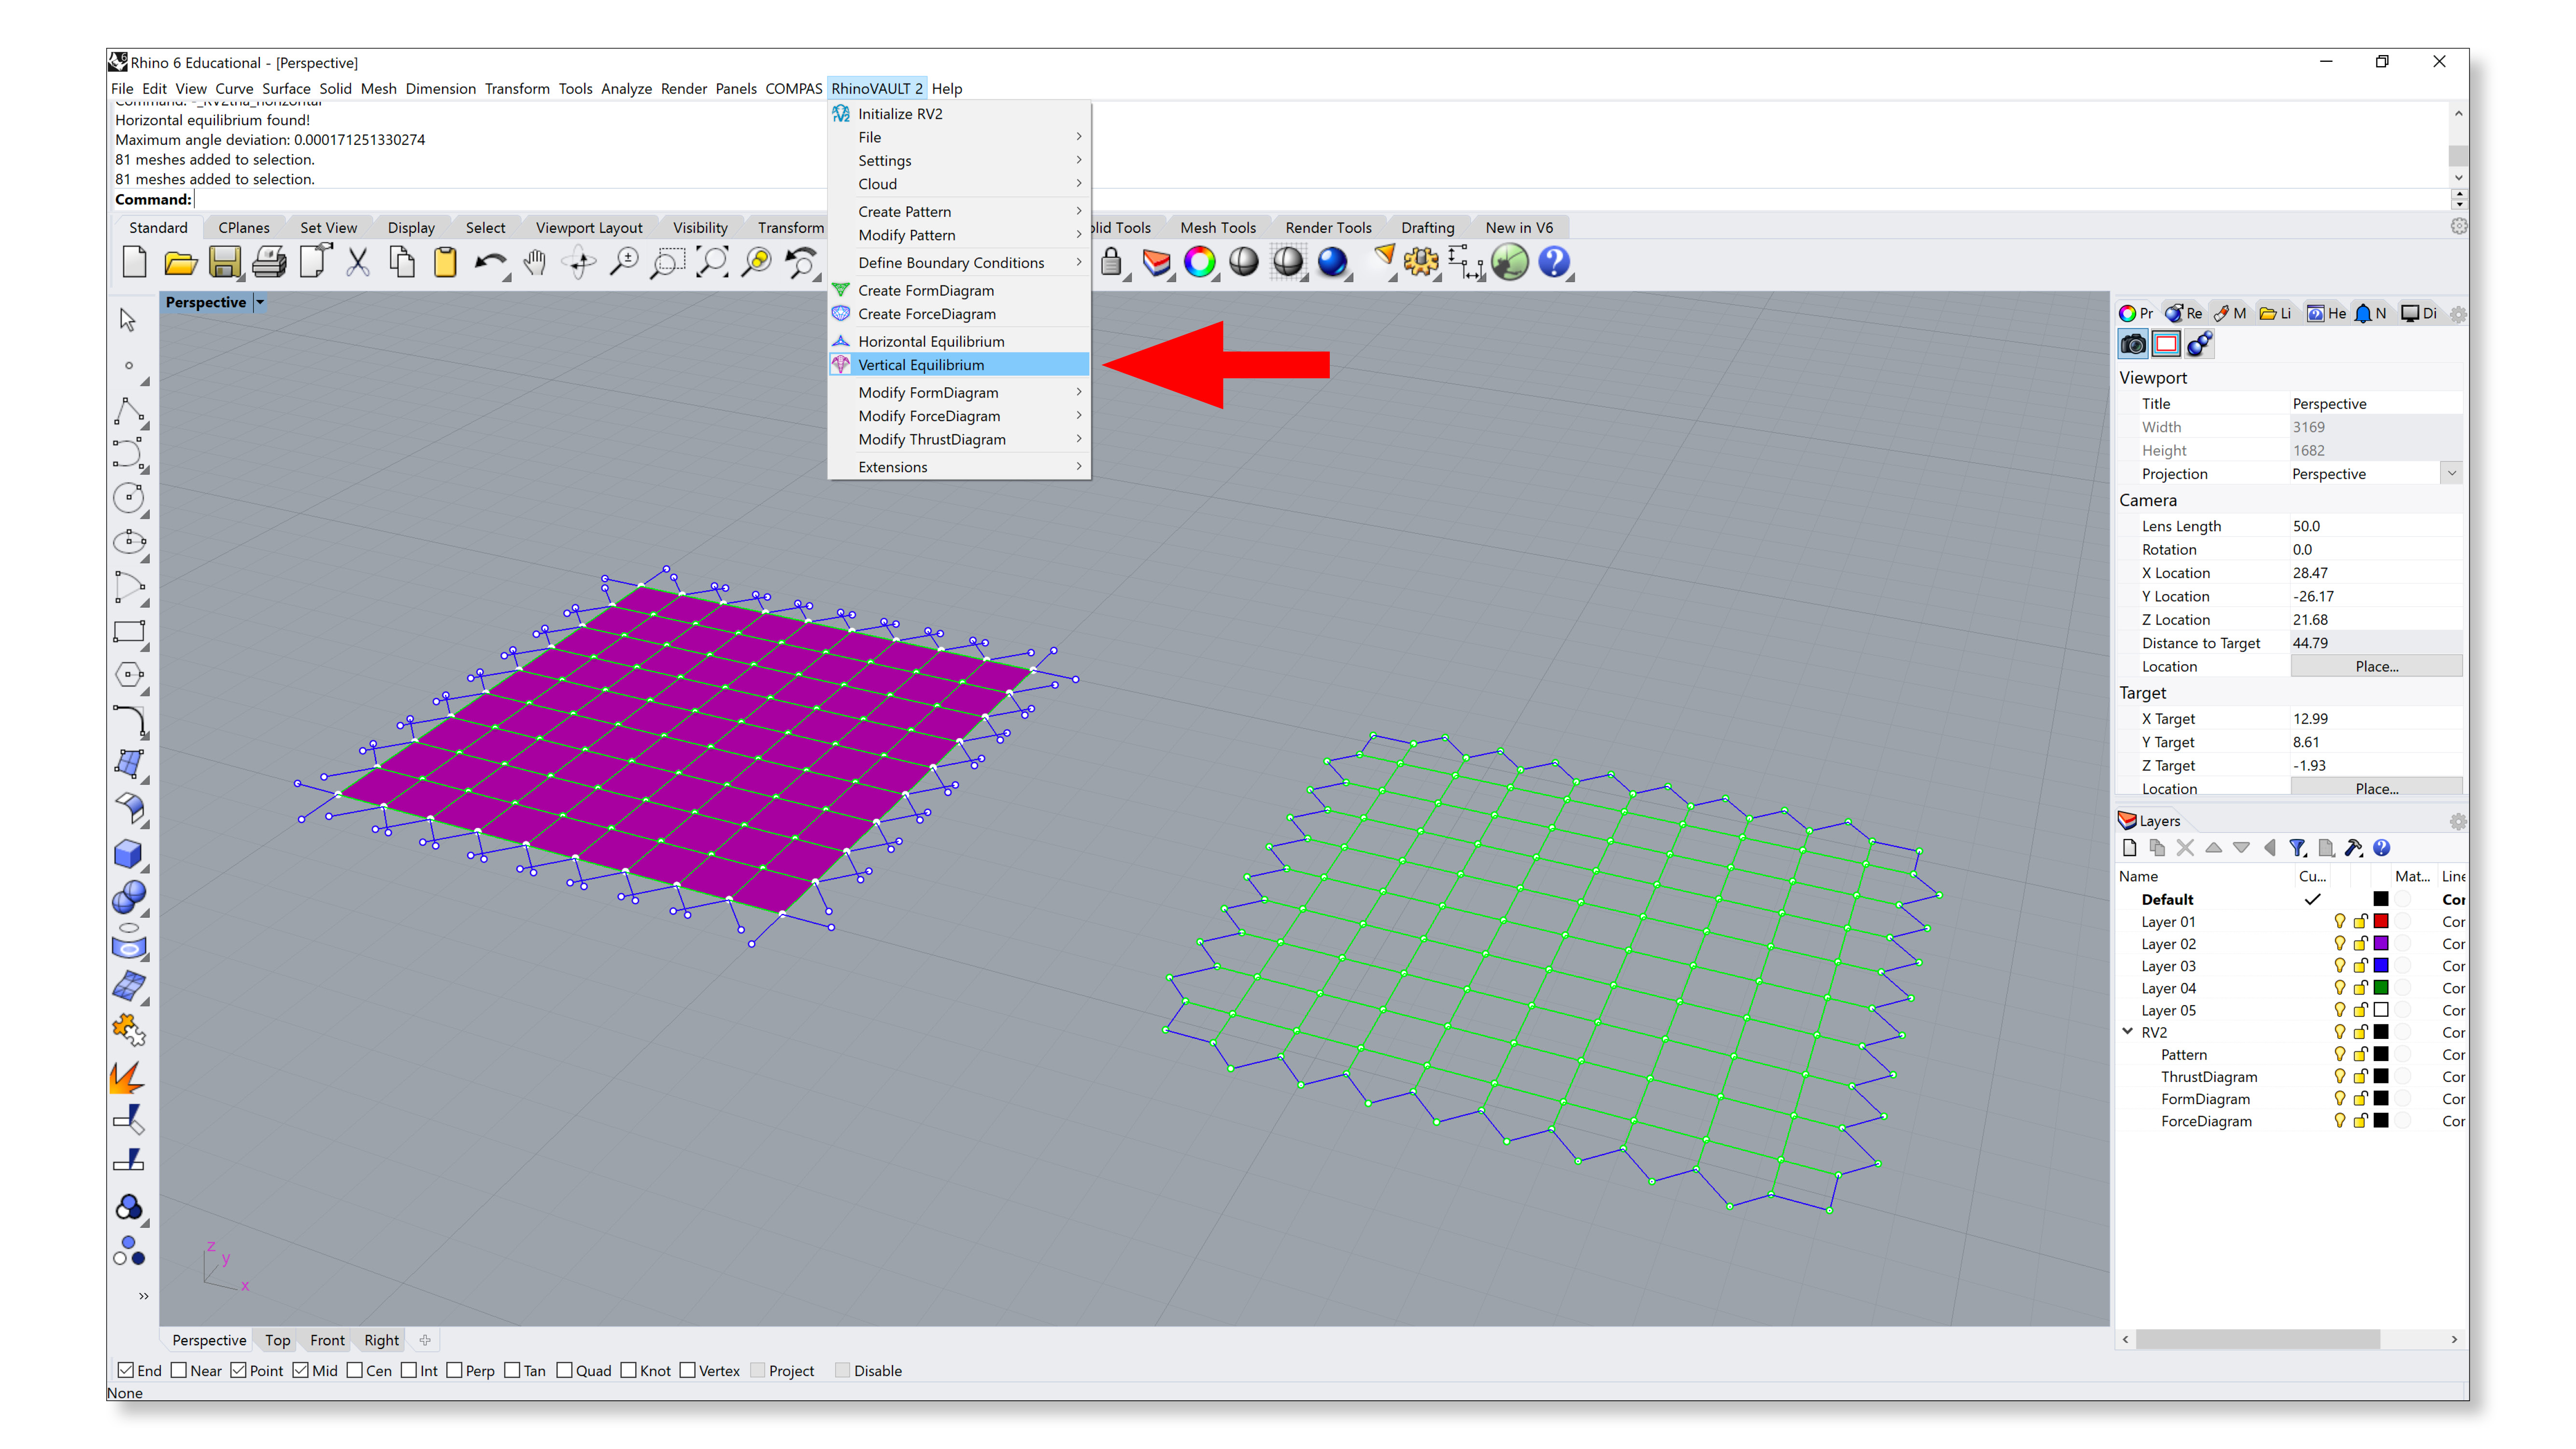 Rhino 6 Educational - [Perspective]
File Edit View Curve Surface Solid Mesh Dimension Transform Tools Analyze Render Panels COMPAS RhinoVAULT 2 Help
Command: -_RV2tna_horizontal
Horizontal equilibrium found!
Maximum angle deviation: 0.000171251330274
81 meshes added to selection.
81 meshes added to selection.
Command:
Initialize RV2
File
Settings
Cloud
Create Pattern
Modify Pattern
Define Boundary Conditions
Create FormDiagram
Create ForceDiagram
Horizontal Equilibrium
Vertical Equilibrium
Modify FormDiagram
Modify ForceDiagram
Modify ThrustDiagram
Extensions
Standard CPlanes Set View Display Select Viewport Layout Visibility Transform lid Tools Mesh Tools Render Tools Drafting New in V6
Perspective
z
y
x
Pr Re M Li He N Di
Viewport
Title Perspective
Width 3169
Height 1682
Projection Perspective
Camera
Lens Length 50.0
Rotation 0.0
X Location 28.47
Y Location -26.17
Z Location 21.68
Distance to Target 44.79
Location Place...
Target
X Target 12.99
Y Target 8.61
Z Target -1.93
Location Place...
Layers
Name Cu... Mat... Line
Default Cor
Layer 01 Cor
Layer 02 Cor
Layer 03 Cor
Layer 04 Cor
Layer 05 Cor
RV2 Cor
Pattern Cor
ThrustDiagram Cor
FormDiagram Cor
ForceDiagram Cor
Perspective Top Front Right
End Near Point Mid Cen Int Perp Tan Quad Knot Vertex Project Disable
None